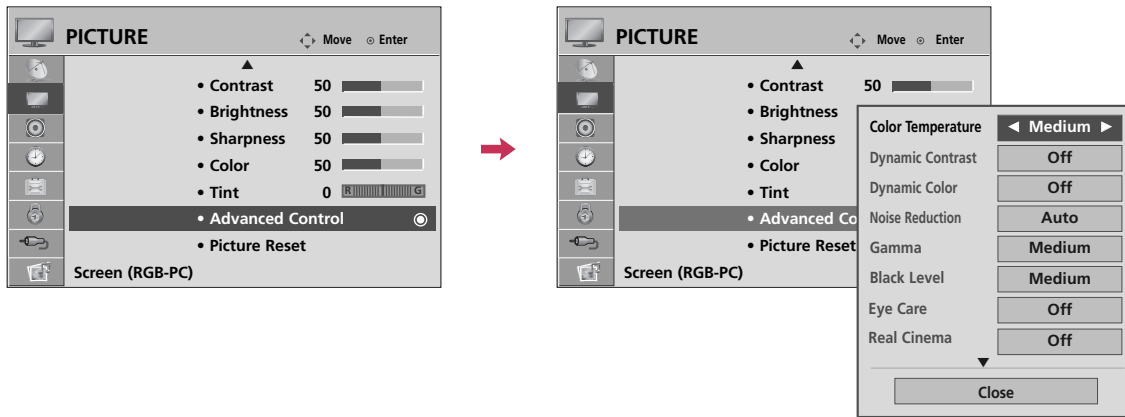 PICTURE Move Enter
• Contrast 50
• Brightness 50
• Sharpness 50
• Color 50
• Tint 0 R G
• Advanced Control
• Picture Reset
Screen (RGB-PC)
PICTURE Move Enter
• Contrast 50
• Brightness
• Sharpness
• Color
• Tint
• Advanced Co
• Picture Reset
Screen (RGB-PC)
Color Temperature ◄ Medium ►
Dynamic Contrast Off
Dynamic Color Off
Noise Reduction Auto
Gamma Medium
Black Level Medium
Eye Care Off
Real Cinema Off
Close